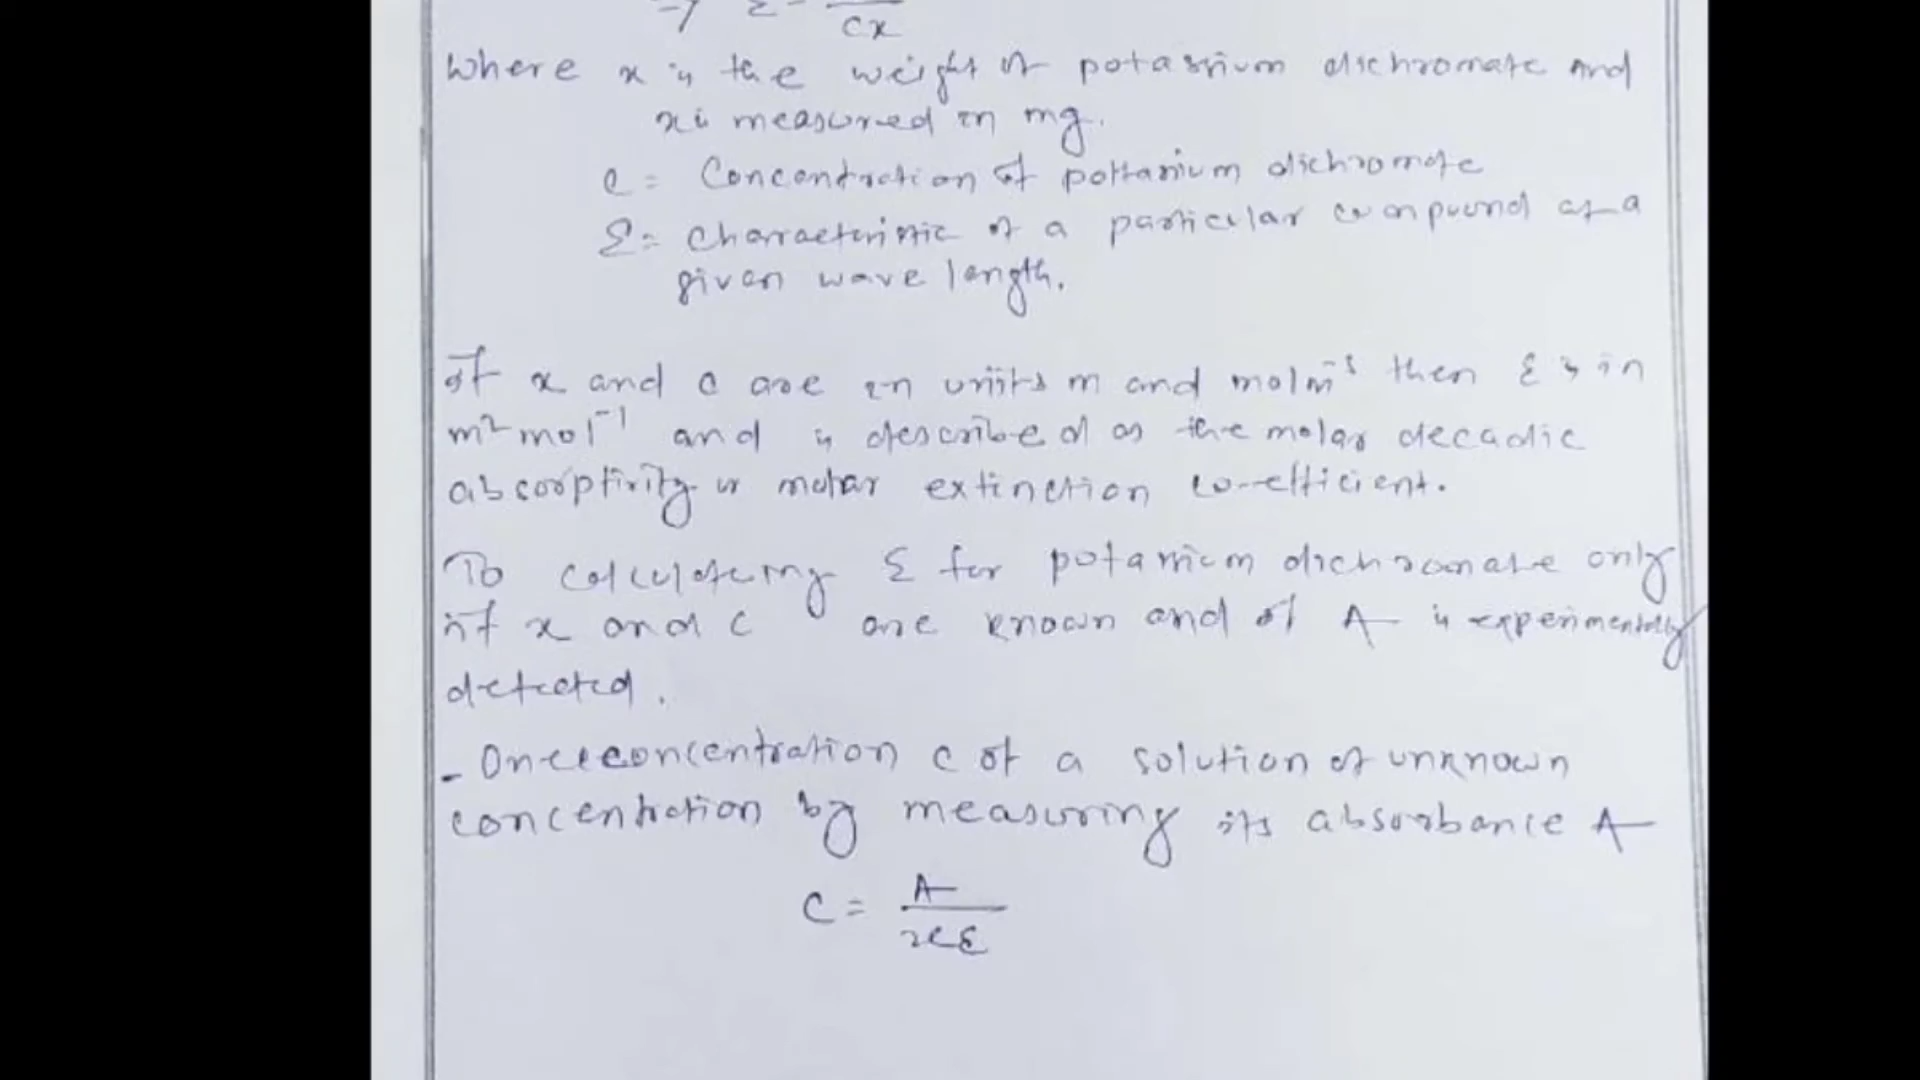 => ε = ―
cx
Where x is the weight of potassium dichromate and
x is measured in mg.
c = Concentration of pottassium dichromate
ε = Characteristic of a particular compound at a
given wave length.
If x and c are in units m and molm⁻³ then ε is in
m² mol⁻¹ and is described as the molar decadic
absorptivity or molar extinction co-efficient.
To calculating ε for potassium dichromate only
if x and c are known and if A is experimentally
detected.
- Once concentration c of a solution of unknown
concentration by measuring its absorbance A
C = A
xε